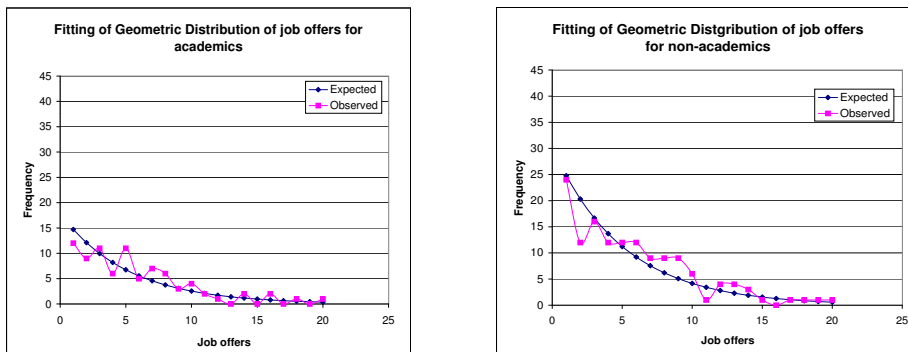 Fitting of Geometric Distribution of job offers for
academics
45
40
35
30
25
20
15
10
5
0
Frequency
Expected
Observed
0 5 10 15 20 25
Job offers
Fitting of Geometric Distgribution of job offers
for non-academics
45
40
35
30
25
20
15
10
5
0
Frequency
Expected
Observed
0 5 10 15 20 25
Job offers